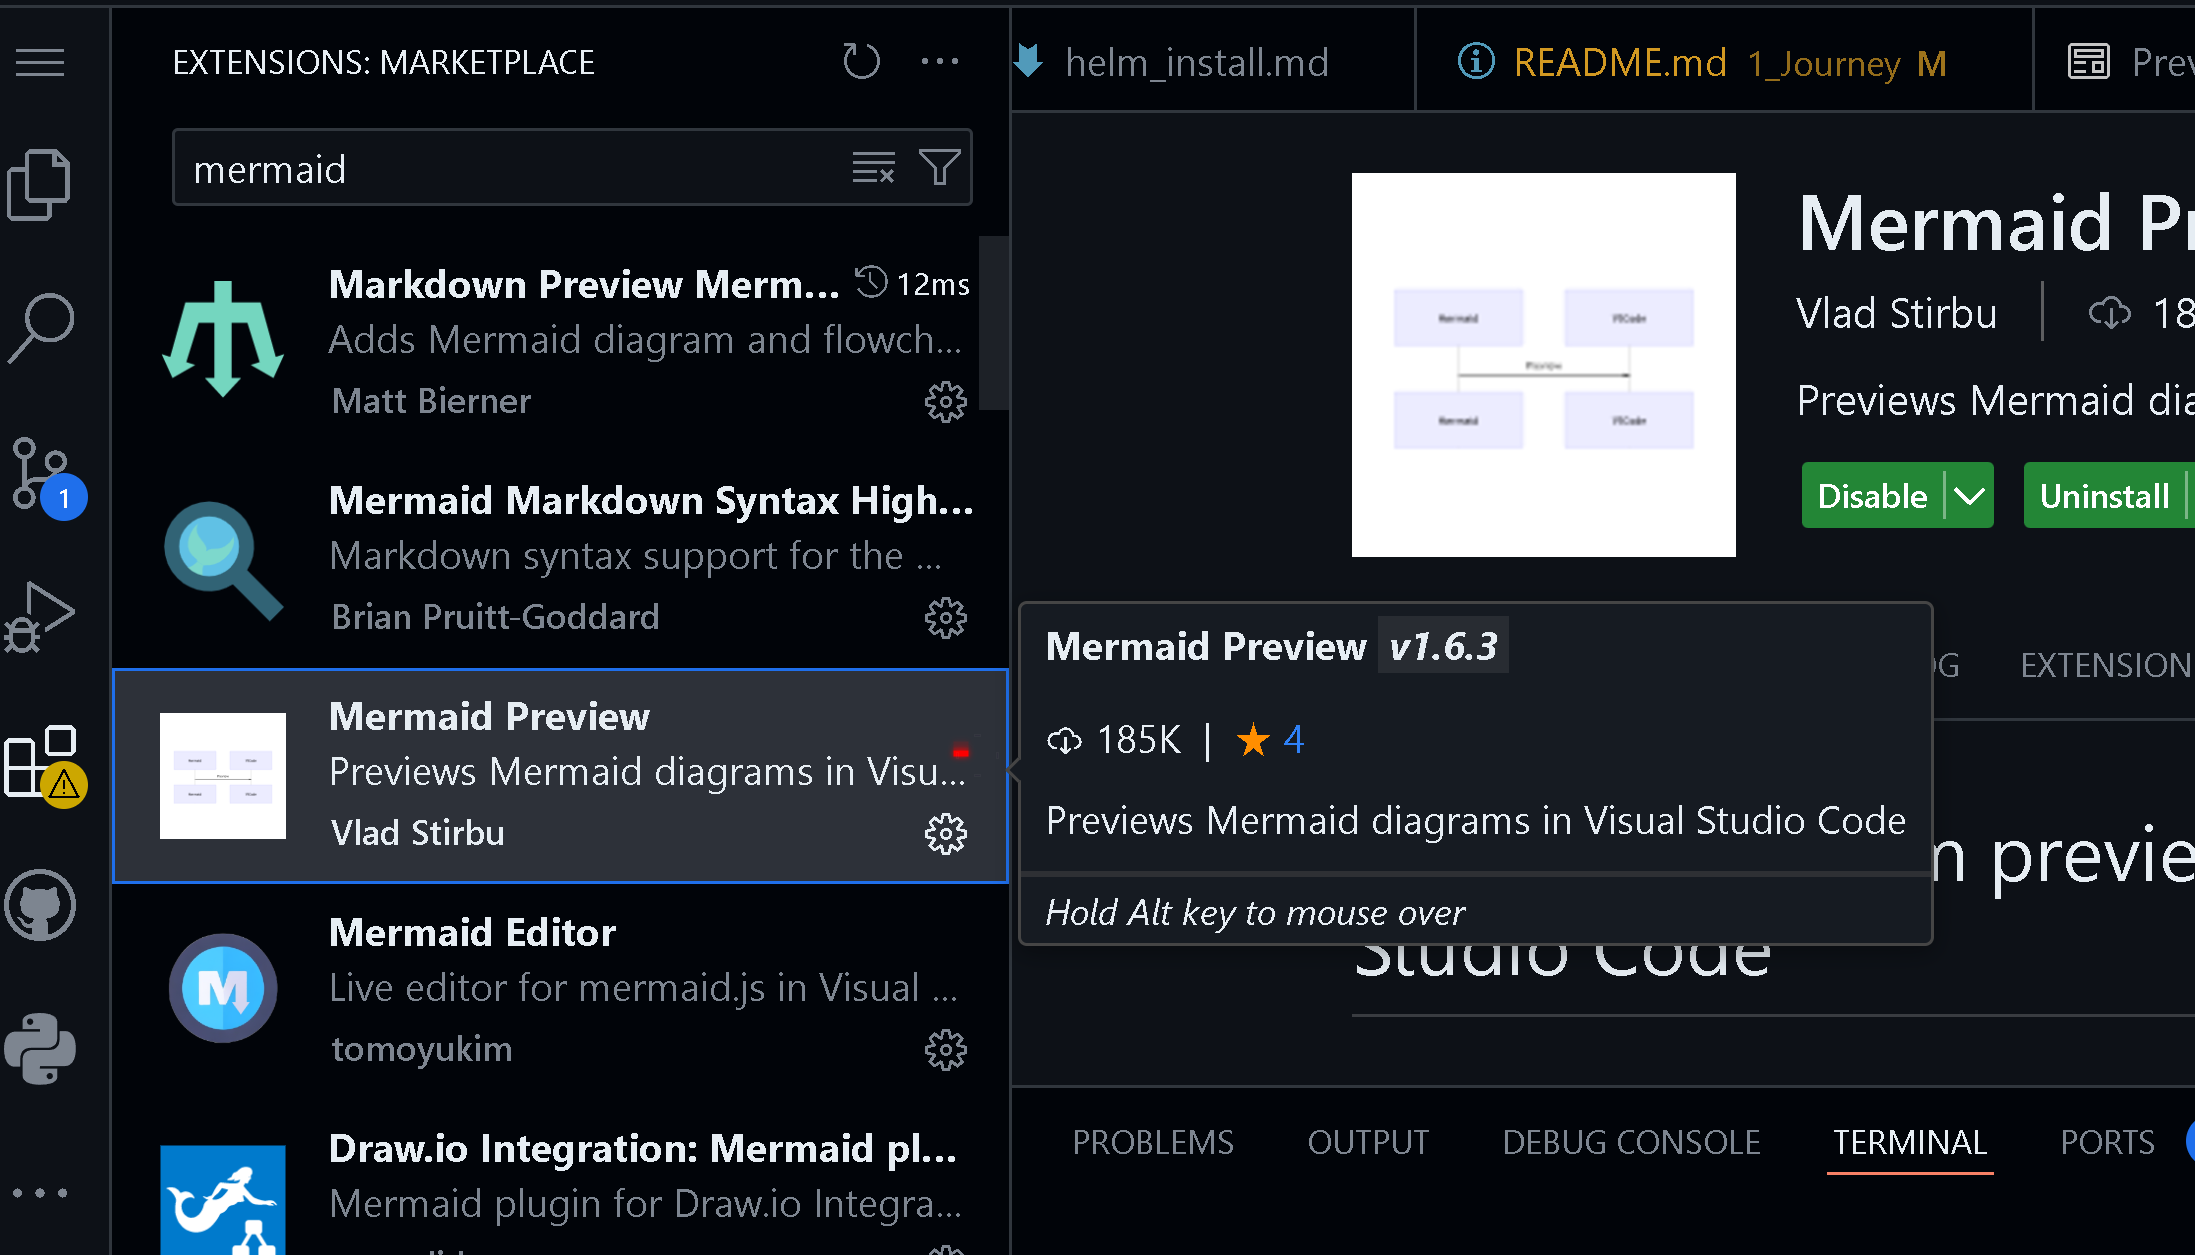 EXTENSIONS: MARKETPLACE
mermaid
Markdown Preview Merm... 12ms
Adds Mermaid diagram and flowch...
Matt Bierner
Mermaid Markdown Syntax High...
Markdown syntax support for the ...
Brian Pruitt-Goddard
1
Mermaid Preview
Previews Mermaid diagrams in Visu...
Vlad Stirbu
Mermaid Editor
Live editor for mermaid.js in Visual ...
tomoyukim
Draw.io Integration: Mermaid pl...
Mermaid plugin for Draw.io Integra...
helm_install.md
README.md 1_Journey M
Prev
Mermaid Pr
Vlad Stirbu 18
Previews Mermaid dia
Disable
Uninstall
Mermaid
VSCode
Preview
Mermaid
VSCode
EXTENSION
Mermaid Preview v1.6.3
185K | 4
Previews Mermaid diagrams in Visual Studio Code
Hold Alt key to mouse over
previe
Studio Code
PROBLEMS OUTPUT DEBUG CONSOLE TERMINAL PORTS